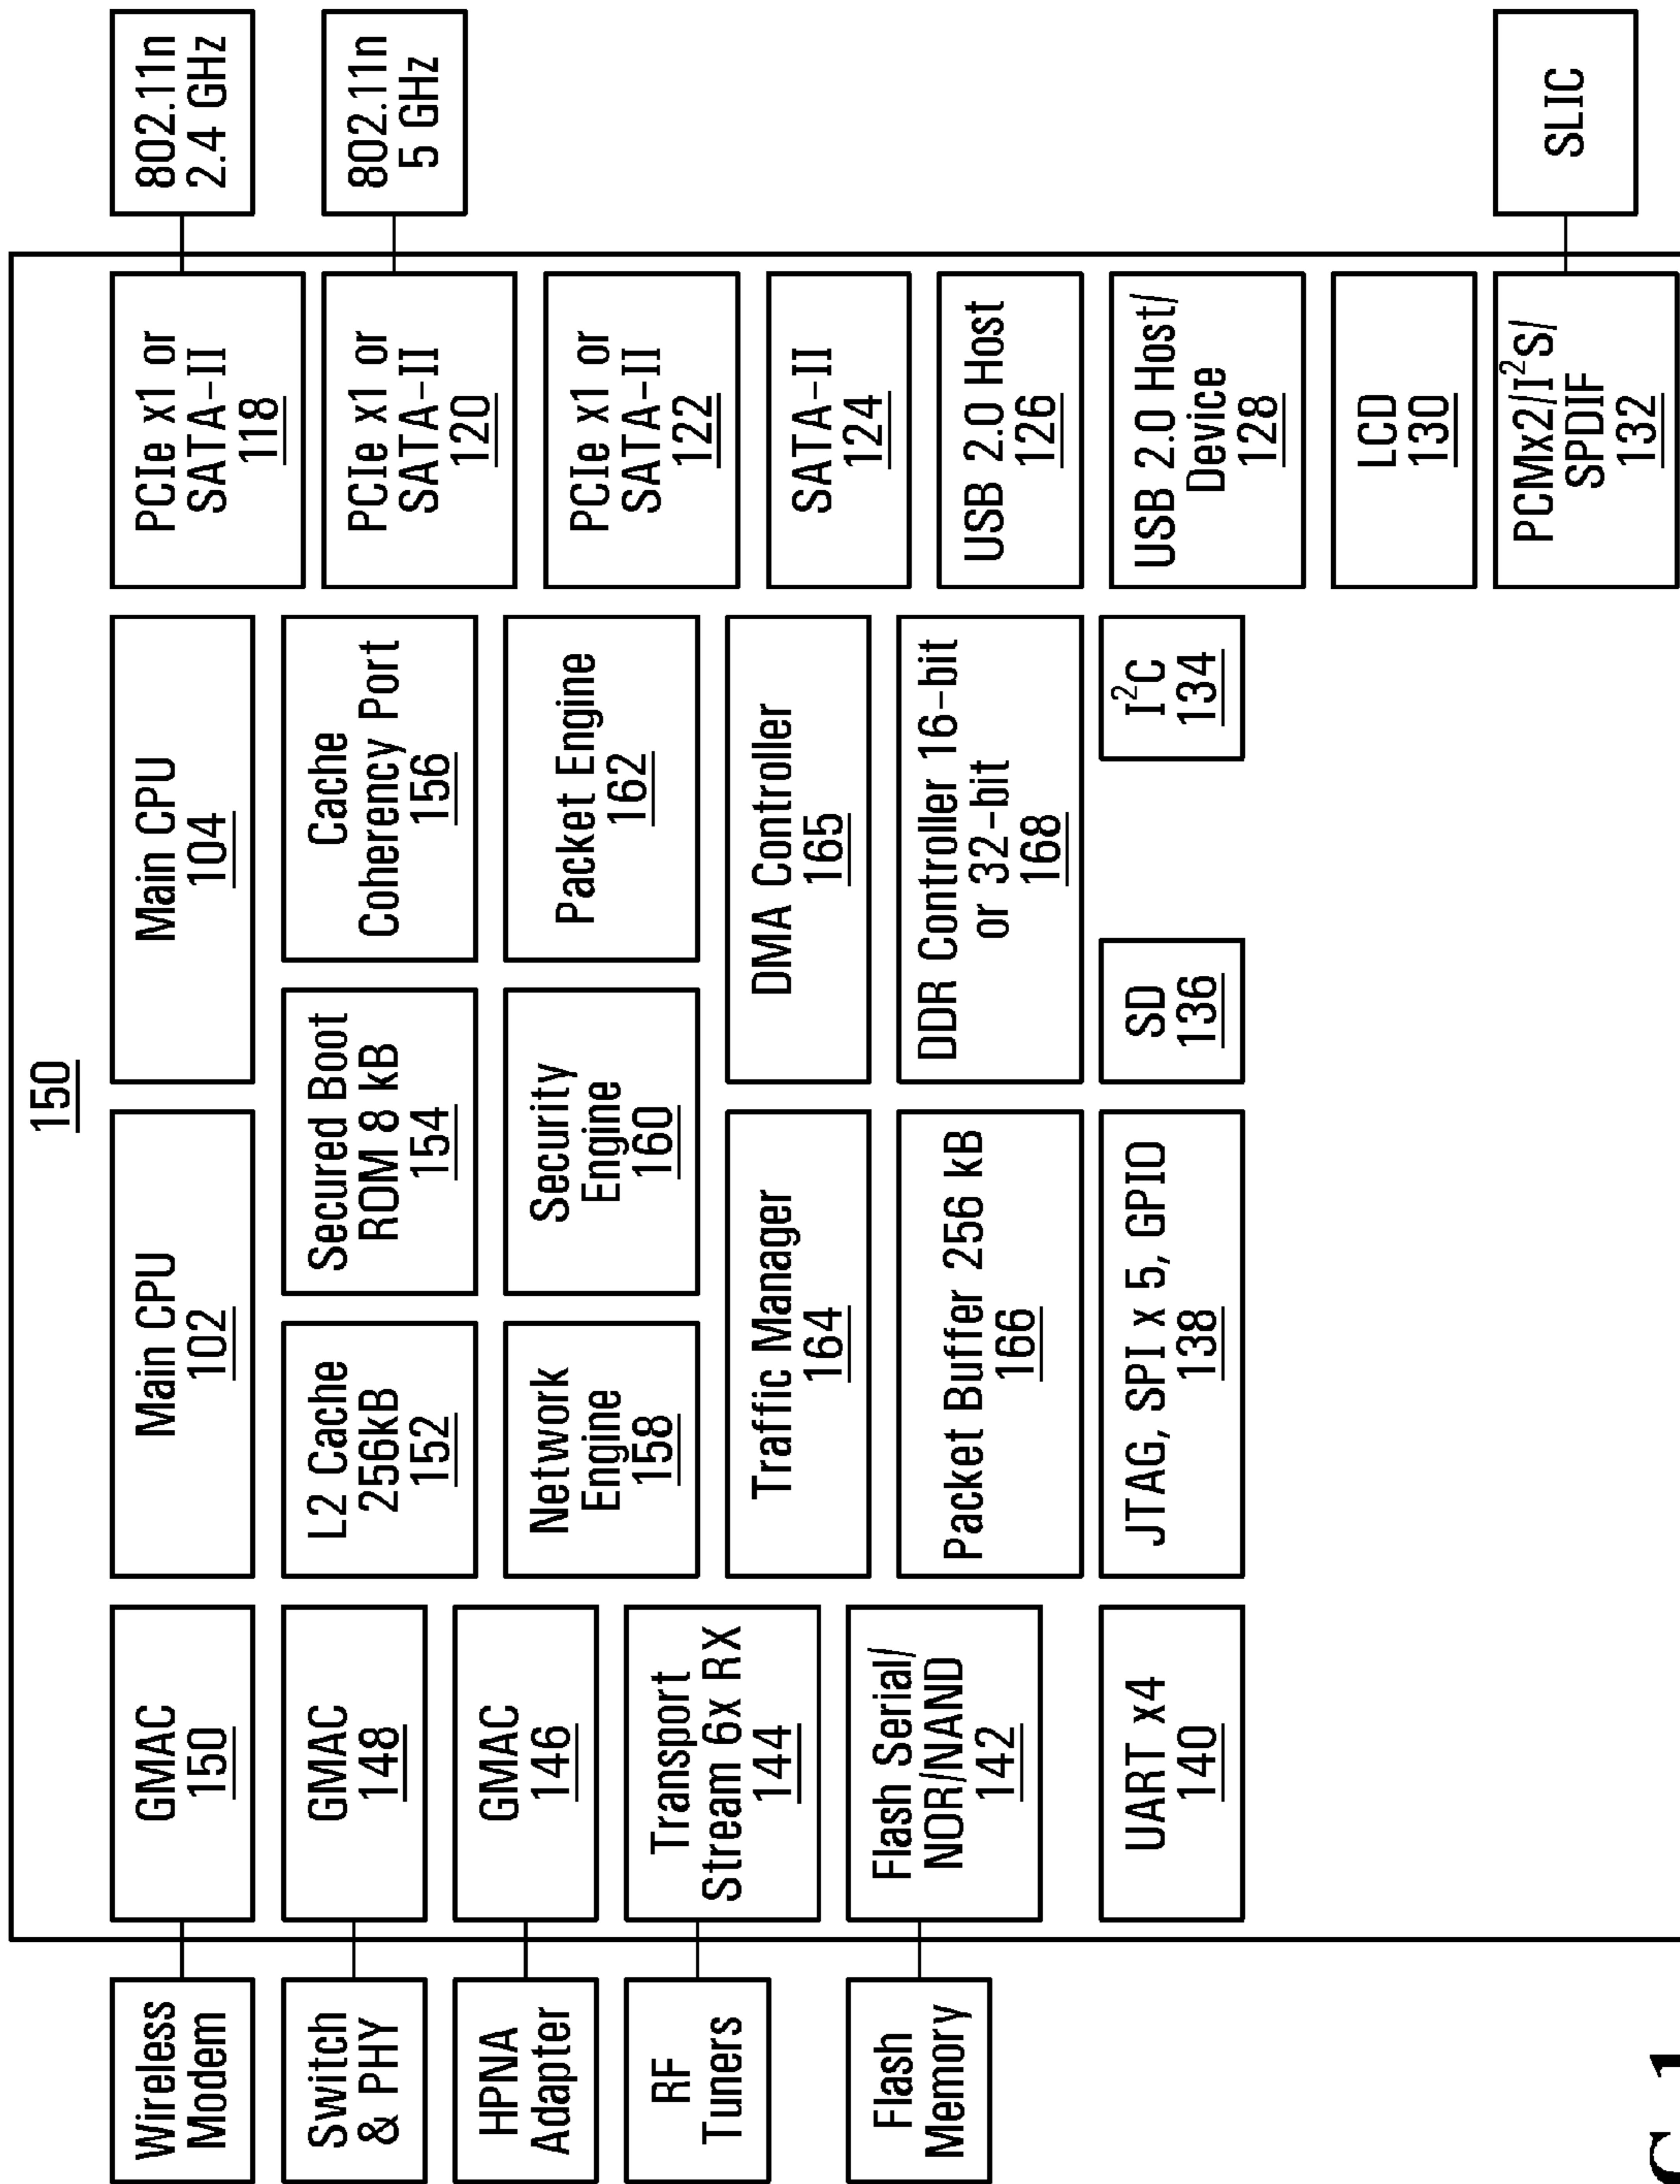 150
Wireless
Modem
GMAC
150
Main CPU
102
Main CPU
104
PCIe x1 or
SATA-II
118
802.11n
2.4 GHz
Switch
& PHY
GMAC
148
L2 Cache
256kB
152
Secured Boot
ROM 8 kB
154
Cache
Coherency Port
156
PCIe x1 or
SATA-II
120
802.11n
5 GHz
HPNA
Adapter
GMAC
146
Network
Engine
158
Security
Engine
160
Packet Engine
162
PCIe x1 or
SATA-II
122
RF
Tuners
Transport
Stream 6x RX
144
Traffic Manager
164
DMA Controller
165
SATA-II
124
Flash
Memory
Flash Serial/
NOR/NAND
142
Packet Buffer 256 kB
166
DDR Controller 16-bit
or 32-bit
168
USB 2.0 Host
126
UART x4
140
JTAG, SPI x 5, GPIO
138
SD
136
I²C
134
USB 2.0 Host/
Device
128
LCD
130
PCMx2/I²S/
SPDIF
132
SLIC